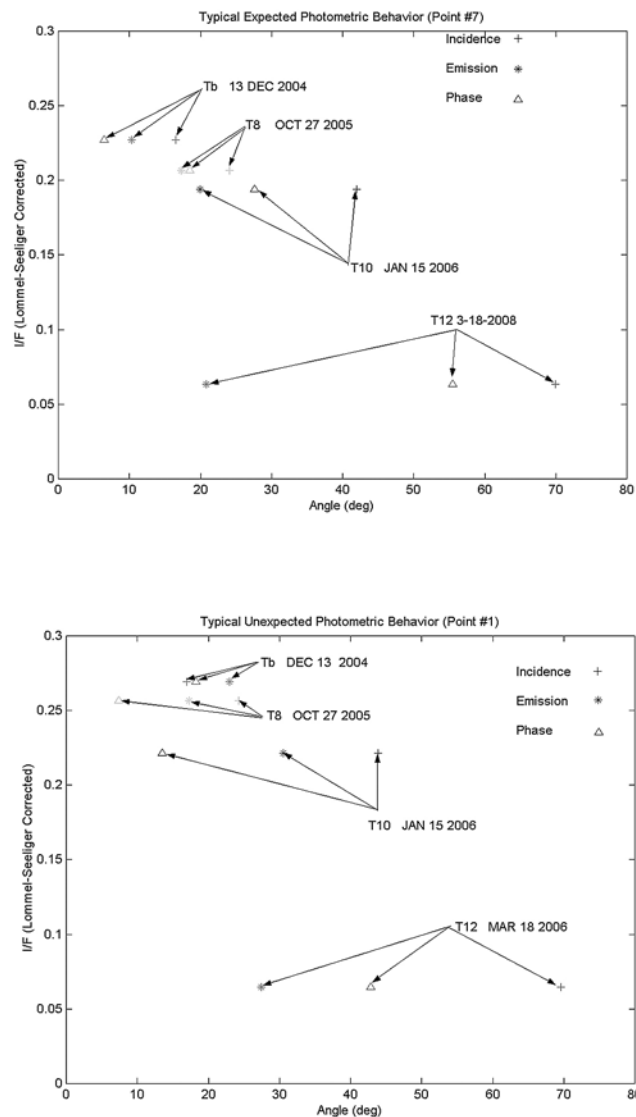 Typical Expected Photometric Behavior (Point #7)
0.3
Incidence
Emission
Phase
Tb 13 DEC 2004
0.25
T8 OCT 27 2005
0.2
0.15
T10 JAN 15 2006
T12 3-18-2008
0.1
0.05
0
I/F (Lommel-Seeliger Corrected)
0 10 20 30 40 50 60 70 80
Angle (deg)
Typical Unexpected Photometric Behavior (Point #1)
0.3
Tb DEC 13 2004
Incidence
Emission
Phase
0.25
T8 OCT 27 2005
0.2
T10 JAN 15 2006
0.15
T12 MAR 18 2006
0.1
0.05
0
I/F (Lommel-Seeliger Corrected)
0 10 20 30 40 50 60 70 80
Angle (deg)